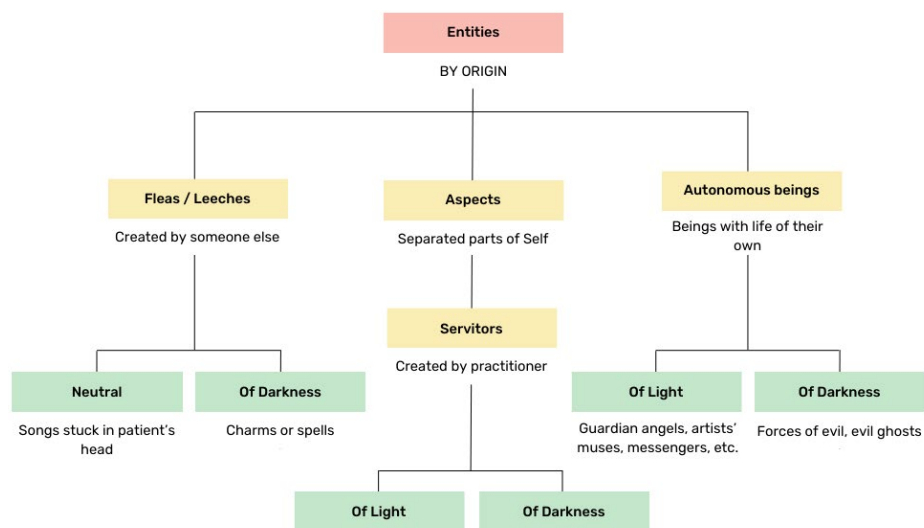 Entities
BY ORIGIN
Fleas / Leeches
Created by someone else
Aspects
Separated parts of Self
Autonomous beings
Beings with life of their
own
Servitors
Created by practitioner
Neutral
Songs stuck in patient's
head
Of Darkness
Charms or spells
Of Light
Guardian angels, artists'
muses, messengers, etc.
Of Darkness
Forces of evil, evil ghosts
Of Light
Of Darkness